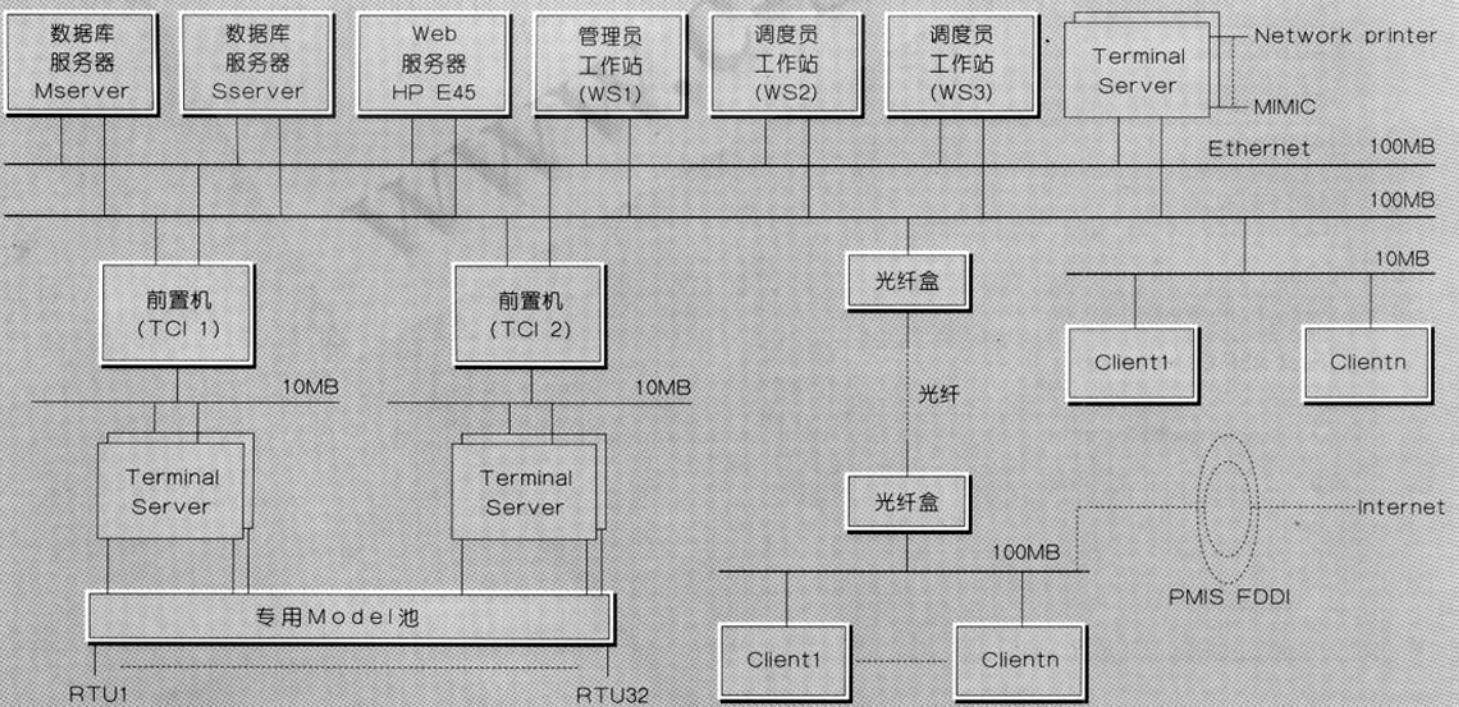 数据库
服务器
Mserver
数据库
服务器
Sserver
Web
服务器
HP E45
管理员
工作站
(WS1)
调度员
工作站
(WS2)
调度员
工作站
(WS3)
Terminal
Server
Network printer
MIMIC
Ethernet
100MB
100MB
前置机
(TCI 1)
前置机
(TCI 2)
光纤盒
10MB
Client1
Clientn
10MB
10MB
光纤
Terminal
Server
Terminal
Server
光纤盒
Internet
100MB
PMIS FDDI
专用Model池
Client1
Clientn
RTU1
RTU32